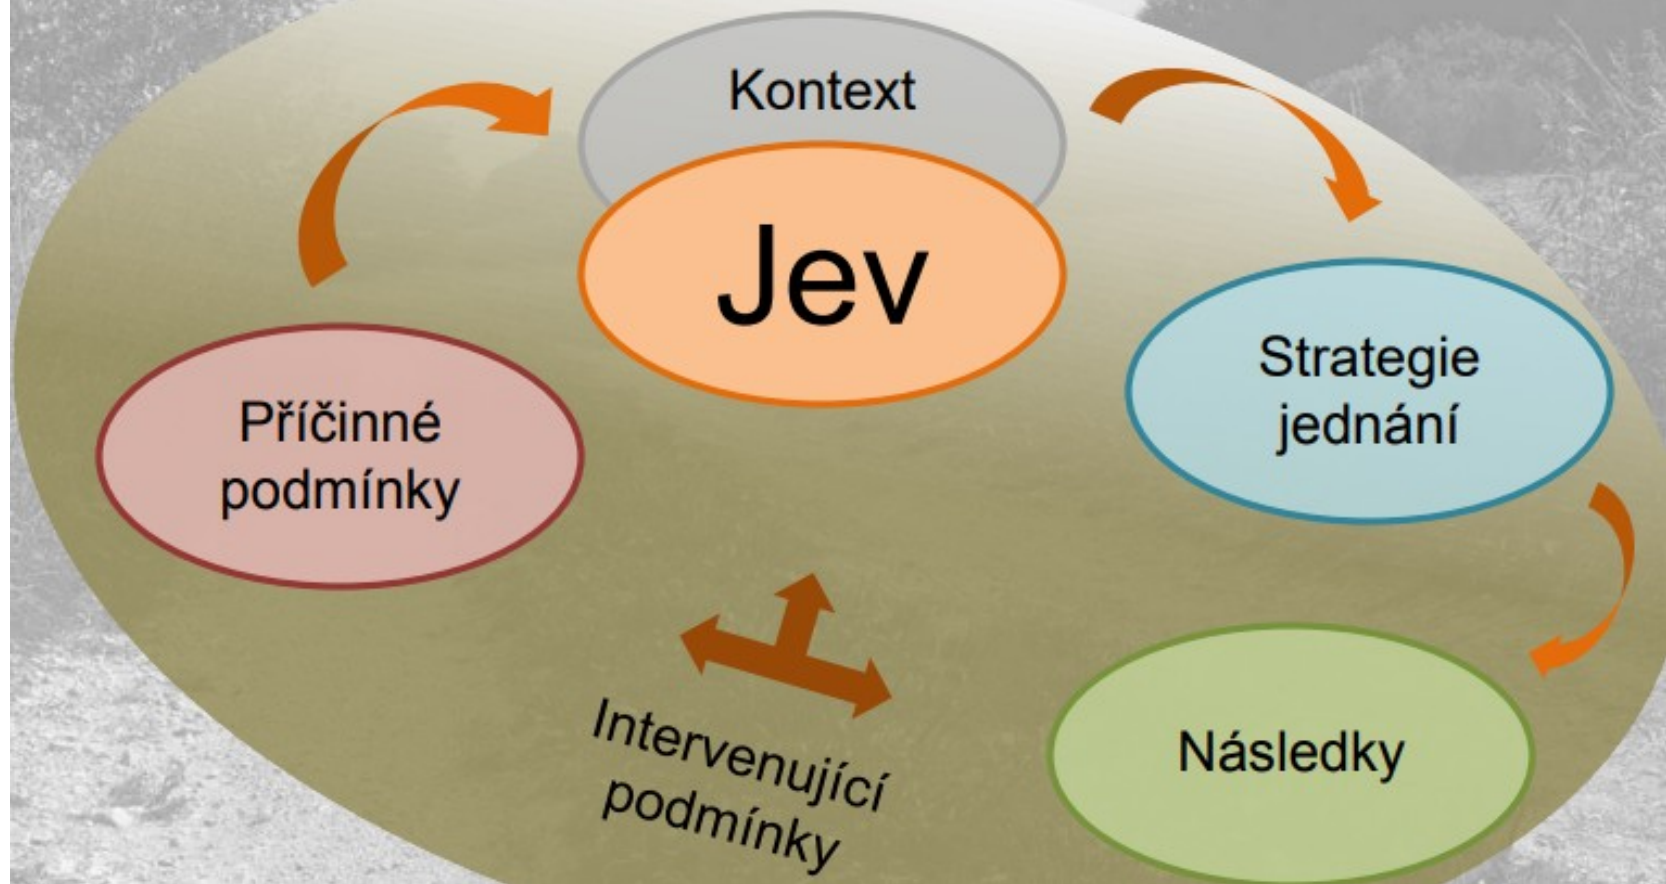 Kontext
Jev
Příčinné
podmínky
Strategie
jednání
Intervenující
podmínky
Následky